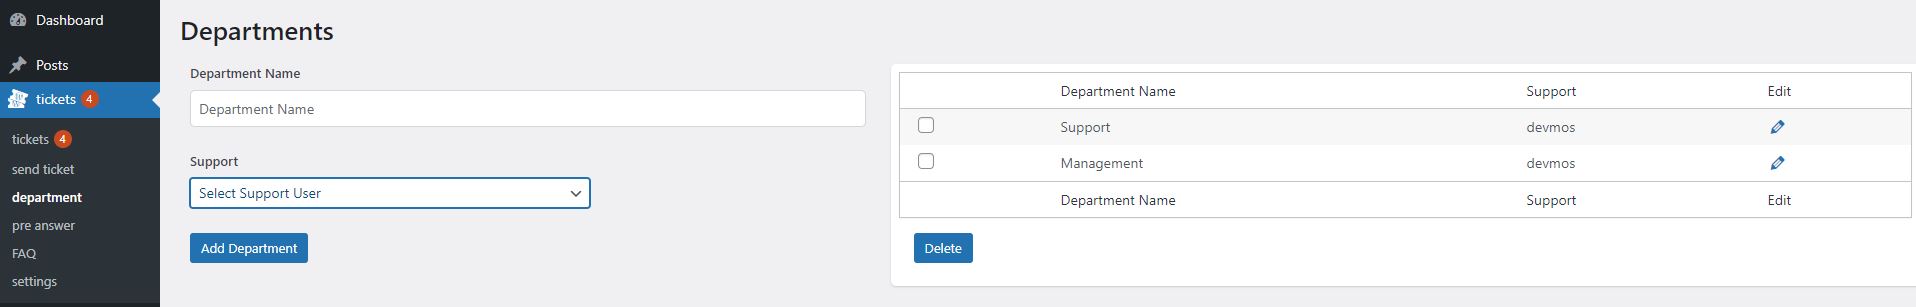 Dashboard
Posts
tickets 4
tickets 4
send ticket
department
pre answer
FAQ
settings
Departments
Department Name
Department Name
Support
Select Support User
Add Department
Department Name Support Edit
Support devmos
Management devmos
Department Name Support Edit
Delete